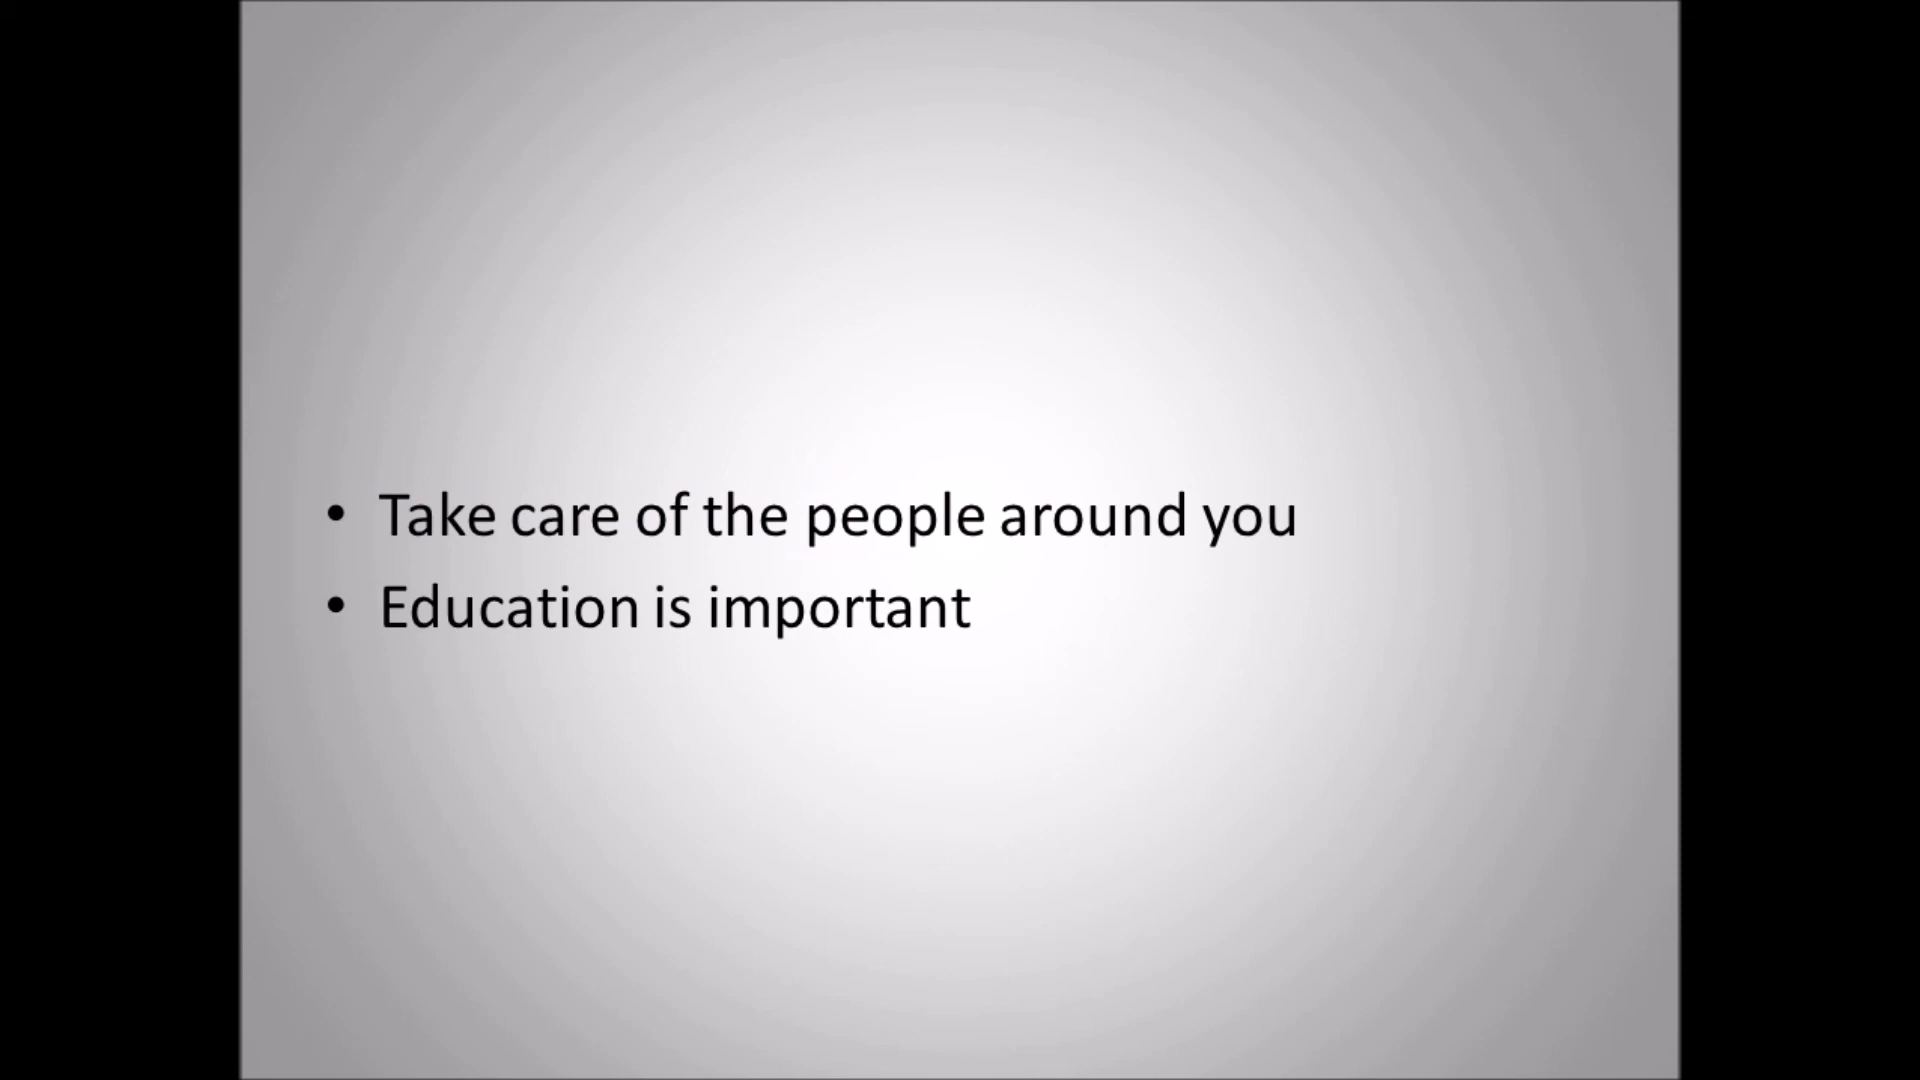 • Take care of the people around you
• Education is important